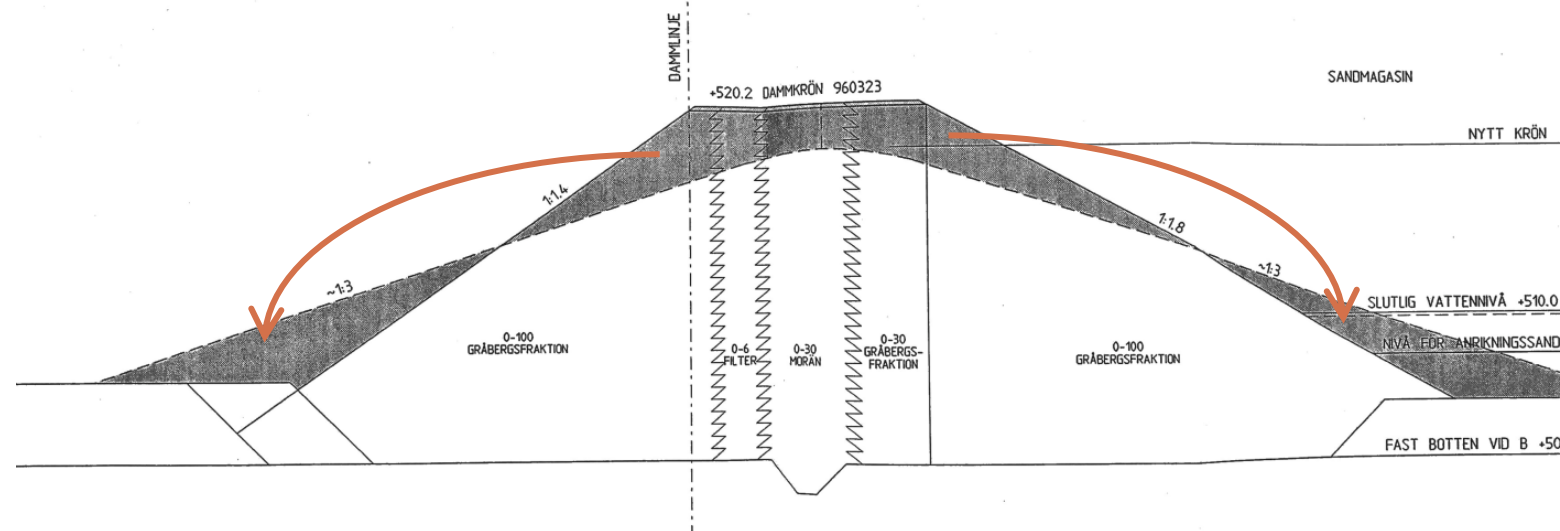 DAMMLINJE
SANDMAGASIN
+520.2 DAMMKRÖN 960323
NYTT KRÖN
1:1.4
1:1.8
~1:3
~1:3
SLUTLIG VATTENNIVÅ +510.0
NIVÅ FÖR ANRIKNINGSSAND
0-100
GRÅBERGSFRAKTION
0-6
FILTER
0-30
MORÄN
0-30
GRÅBERGS-
FRAKTION
0-100
GRÅBERGSFRAKTION
FAST BOTTEN VID B +50